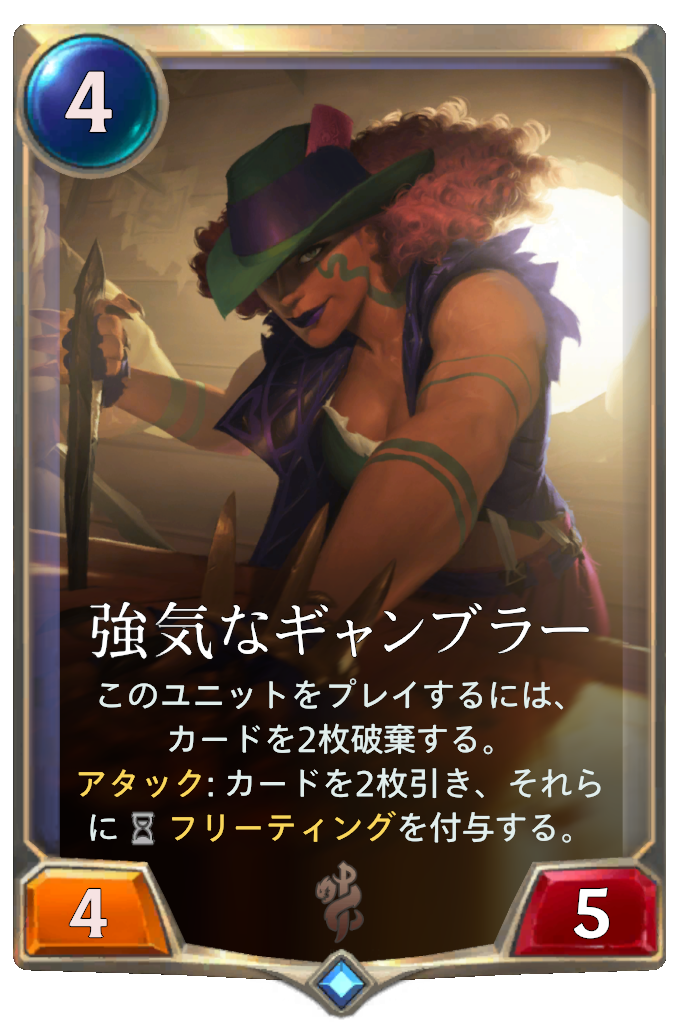 4
強気なギャンブラー
このユニットをプレイするには、
カードを2枚破棄する。
アタック: カードを2枚引き、それら
に フリーティングを付与する。
4 5